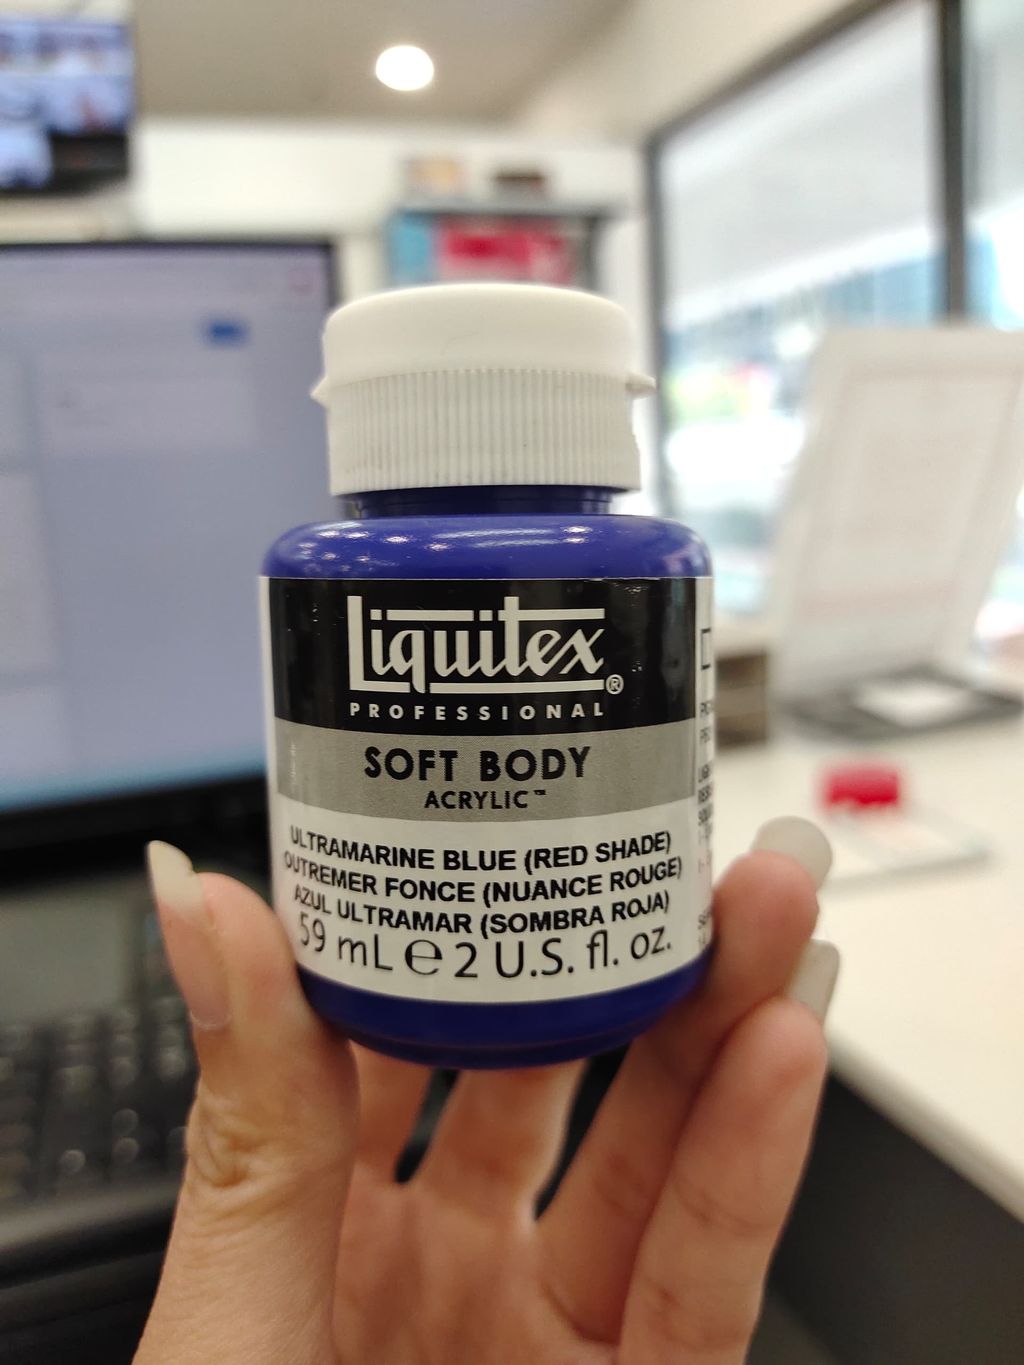 Liquitex®
PROFESSIONAL
SOFT BODY
ACRYLIC™
ULTRAMARINE BLUE (RED SHADE)
OUTREMER FONCE (NUANCE ROUGE)
AZUL ULTRAMAR (SOMBRA ROJA)
59 mL ℮ 2 U.S. fl. oz.